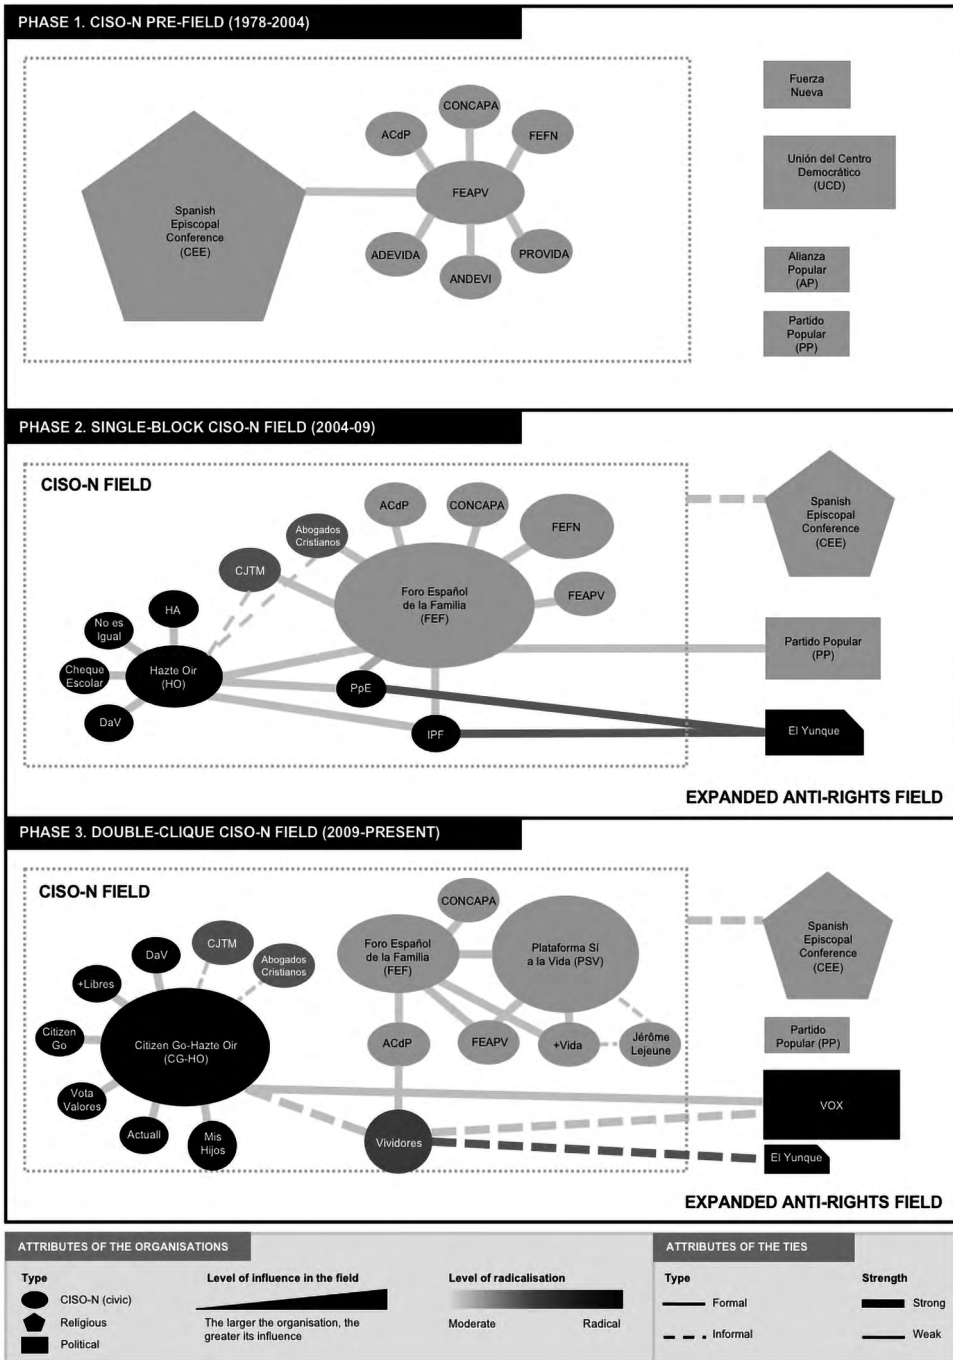 PHASE 1. CISO-N PRE-FIELD (1978-2004)
Spanish
Episcopal
Conference
(CEE)
ACdP
CONCAPA
FEFN
FEAPV
ADEVIDA
ANDEVI
PROVIDA
Fuerza
Nueva
Unión del Centro
Democrático
(UCD)
Alianza
Popular
(AP)
Partido
Popular
(PP)
PHASE 2. SINGLE-BLOCK CISO-N FIELD (2004-09)
CISO-N FIELD
ACdP
CONCAPA
FEFN
Abogados
Cristianos
CJTM
Foro Español
de la Familia
(FEF)
FEAPV
HA
No es
Igual
Cheque
Escolar
Hazte Oir
(HO)
DaV
PpE
IPF
Spanish
Episcopal
Conference
(CEE)
Partido Popular
(PP)
El Yunque
EXPANDED ANTI-RIGHTS FIELD
PHASE 3. DOUBLE-CLIQUE CISO-N FIELD (2009-PRESENT)
CISO-N FIELD
CJTM
DaV
Abogados
Cristianos
+Libres
Citizen
Go
Citizen Go-Hazte Oir
(CG-HO)
Vota
Valores
Actuall
Mis
Hijos
CONCAPA
Foro Español
de la Familia
(FEF)
Plataforma Sí
a la Vida (PSV)
ACdP
FEAPV
+Vida
Jérôme
Lejeune
Vividores
Spanish
Episcopal
Conference
(CEE)
Partido
Popular (PP)
VOX
El Yunque
EXPANDED ANTI-RIGHTS FIELD
ATTRIBUTES OF THE ORGANISATIONS
Type
CISO-N (civic)
Religious
Political
Level of influence in the field
The larger the organisation, the
greater its influence
Level of radicalisation
Moderate
Radical
ATTRIBUTES OF THE TIES
Type
Formal
Informal
Strength
Strong
Weak